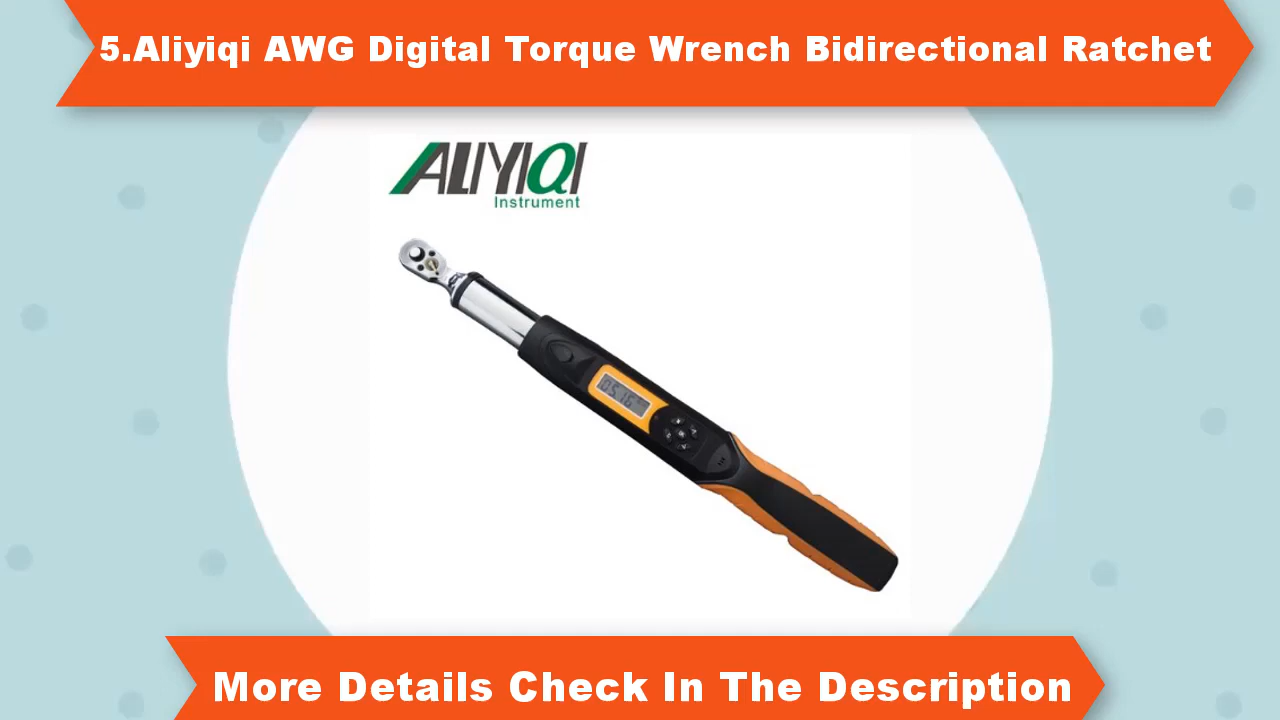 5.Aliyiqi AWG Digital Torque Wrench Bidirectional Ratchet
ALIYIQI
Instrument
More Details Check In The Description